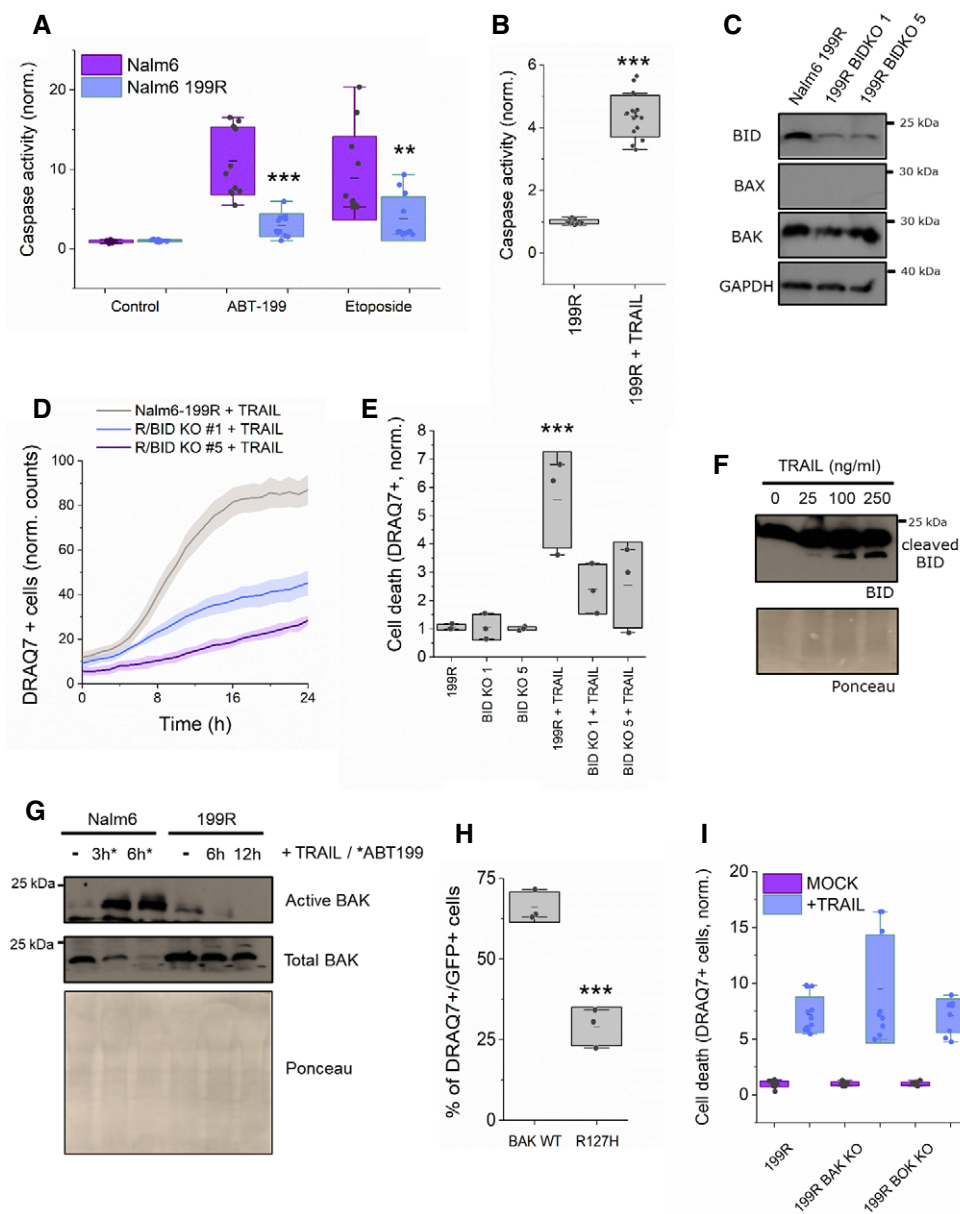 A
Nalm6
Nalm6 199R
Caspase activity (norm.)
20
10
0
Control
ABT-199
Etoposide
***
**
B
***
Caspase activity (norm.)
6
4
2
0
199R
199R + TRAIL
C
Nalm6 199R
199R BIDKO 1
199R BIDKO 5
BID
25 kDa
BAX
30 kDa
BAK
30 kDa
GAPDH
40 kDa
D
Nalm6-199R + TRAIL
R/BID KO #1 + TRAIL
R/BID KO #5 + TRAIL
DRAQ7 + cells (norm. counts)
100
80
60
40
20
0
0 8 16 24
Time (h)
E
***
Cell death (DRAQ7+, norm.)
8
7
6
5
4
3
2
1
0
199R
BID KO 1
BID KO 5
199R + TRAIL
BID KO 1 + TRAIL
BID KO 5 + TRAIL
F
TRAIL (ng/ml)
0 25 100 250
25 kDa
cleaved
BID
BID
Ponceau
G
Nalm6 199R
- 3h* 6h* - 6h 12h + TRAIL / *ABT199
25 kDa
Active BAK
25 kDa
Total BAK
Ponceau
H
% of DRAQ7+/GFP+ cells
75
50
25
0
***
BAK WT R127H
I
MOCK
+TRAIL
Cell death (DRAQ7+ cells, norm.)
20
15
10
5
0
199R
199R BAK KO
199R BOK KO